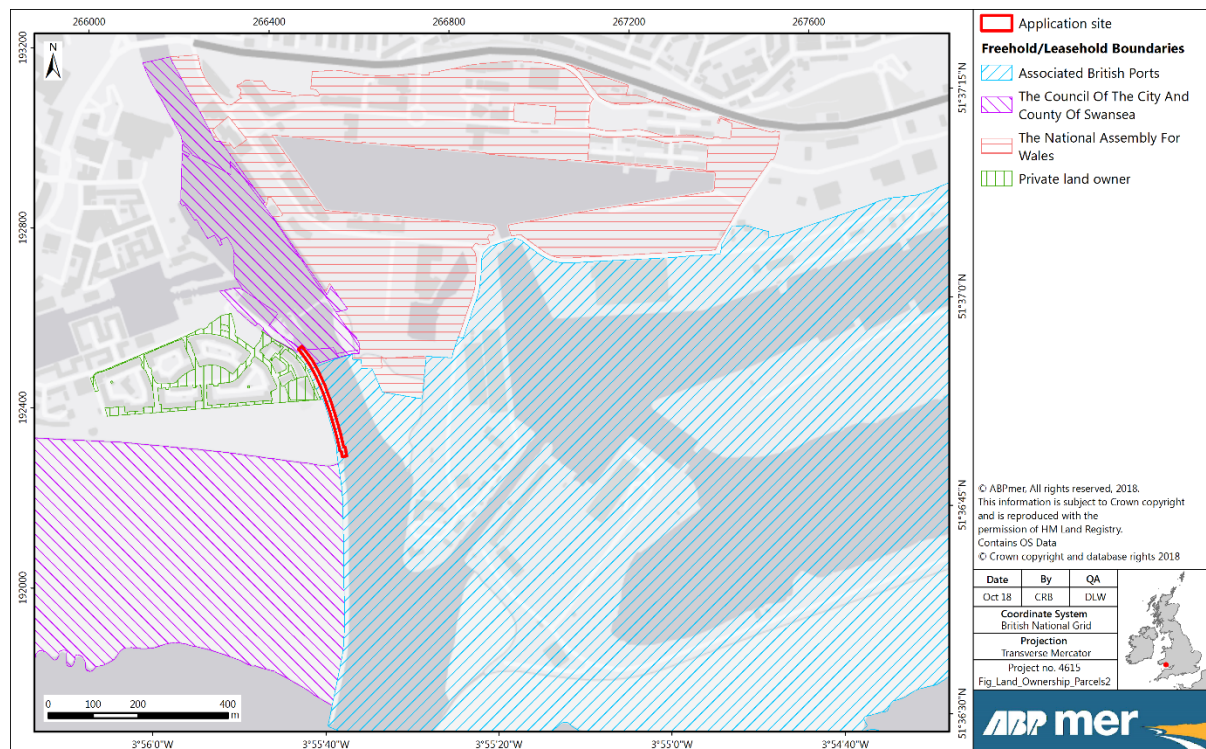 266000 266400 266800 267200 267600
193200
192800
192400
192000
N
51°37'15"N
51°37'0"N
51°36'45"N
51°36'30"N
0 100 200 400
m
3°56'0"W 3°55'40"W 3°55'20"W 3°55'0"W 3°54'40"W
Application site
Freehold/Leasehold Boundaries
Associated British Ports
The Council Of The City And
County Of Swansea
The National Assembly For
Wales
Private land owner
© ABPmer, All rights reserved, 2018.
This information is subject to Crown copyright
and is reproduced with the
permission of HM Land Registry.
Contains OS Data
© Crown copyright and database rights 2018
Date By QA
Oct 18 CRB DLW
Coordinate System
British National Grid
Projection
Transverse Mercator
Project no. 4615
Fig_Land_Ownership_Parcels2
ABPmer